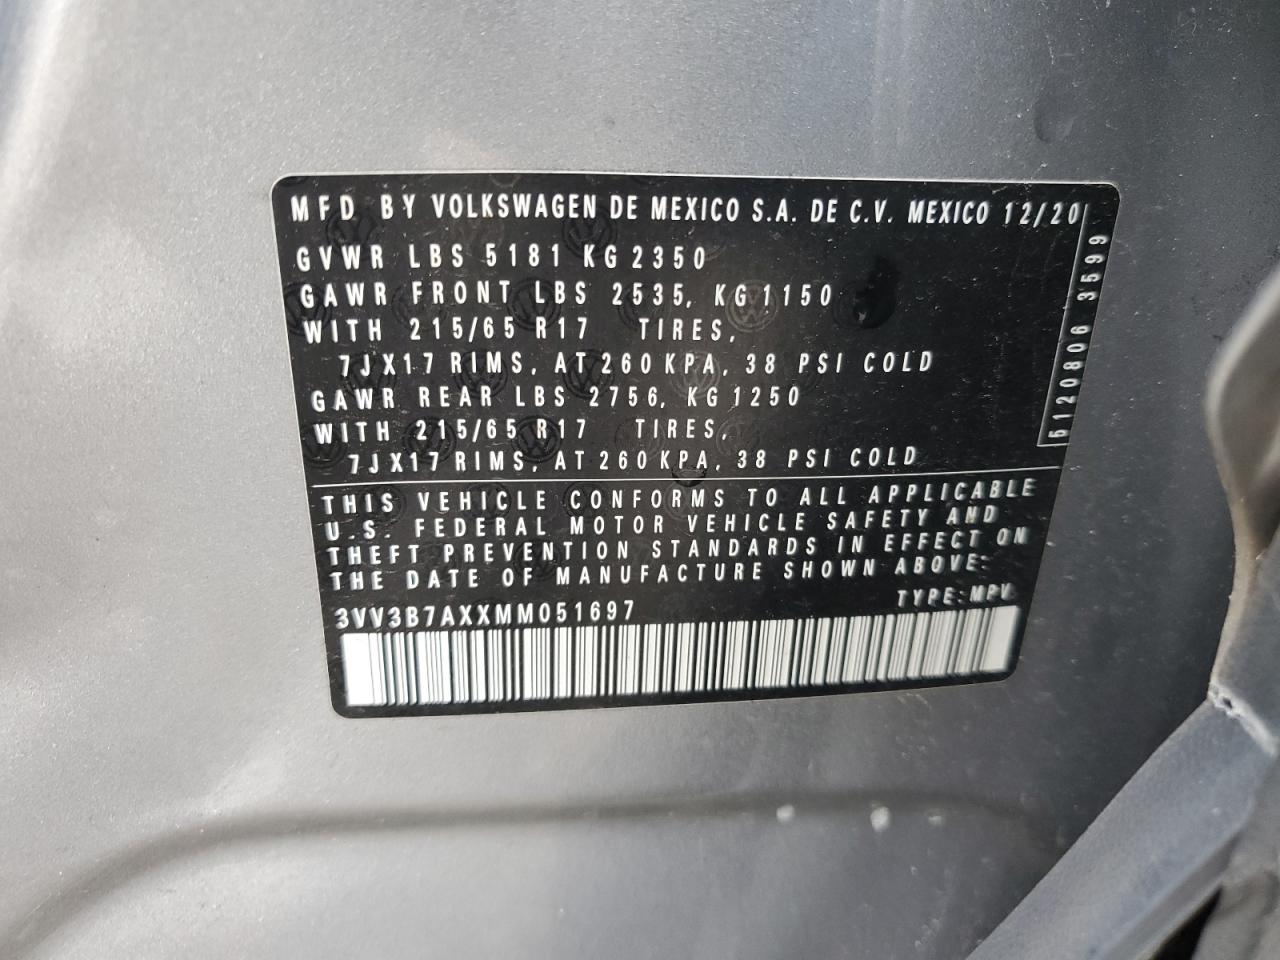 MFD BY VOLKSWAGEN DE MEXICO S.A. DE C.V. MEXICO 12/20
GVWR LBS 5181 KG 2350
GAWR FRONT LBS 2535, KG 1150
WITH 215/65 R17 TIRES,
7JX17 RIMS, AT 260 KPA, 38 PSI COLD
GAWR REAR LBS 2756, KG 1250
WITH 215/65 R17 TIRES,
7JX17 RIMS, AT 260 KPA, 38 PSI COLD
5120806 3599
THIS VEHICLE CONFORMS TO ALL APPLICABLE
U.S. FEDERAL MOTOR VEHICLE SAFETY AND
THEFT PREVENTION STANDARDS IN EFFECT ON
THE DATE OF MANUFACTURE SHOWN ABOVE:
3VV3B7AXXMM051697 TYPE: MPV